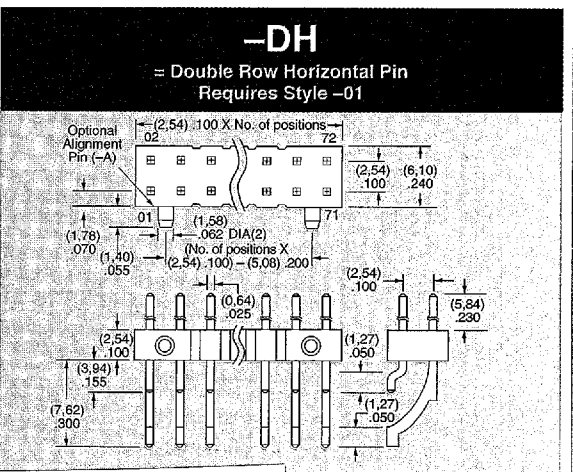 –DH
= Double Row Horizontal Pin
Requires Style –01
(2,54) .100 X No. of positions
Optional
Alignment
Pin (–A)
02
72
(2,54)
.100
(6,10)
.240
01
71
(1,78)
.070
(1,40)
.055
(1,58)
.062 DIA(2)
(No. of positions X
(2,54) .100) – (5,08) .200
(0,64)
.025
(2,54)
.100
(5,84)
.230
(2,54)
.100
(3,94)
.155
(7,62)
.300
(1,27)
.050
(1,27)
.050